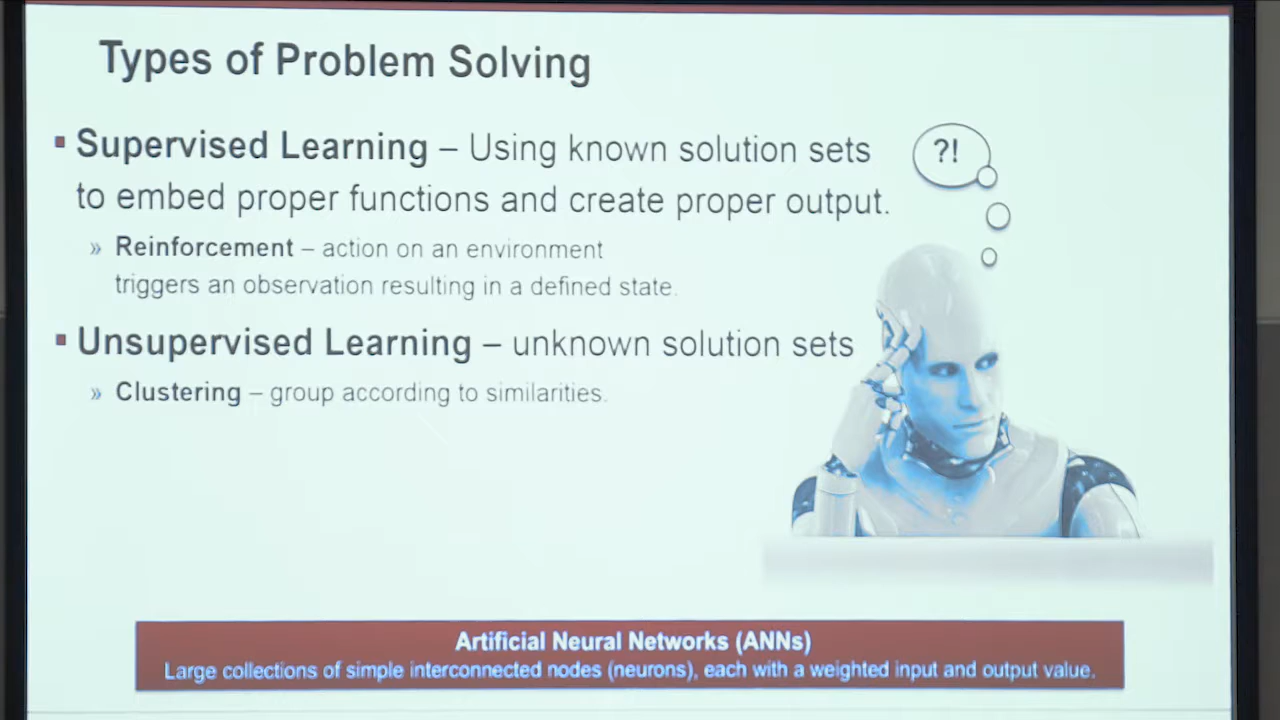 Types of Problem Solving
▪ Supervised Learning – Using known solution sets
to embed proper functions and create proper output.
» Reinforcement – action on an environment
triggers an observation resulting in a defined state.
▪ Unsupervised Learning – unknown solution sets
» Clustering – group according to similarities.
?!
Artificial Neural Networks (ANNs)
Large collections of simple interconnected nodes (neurons), each with a weighted input and output value.